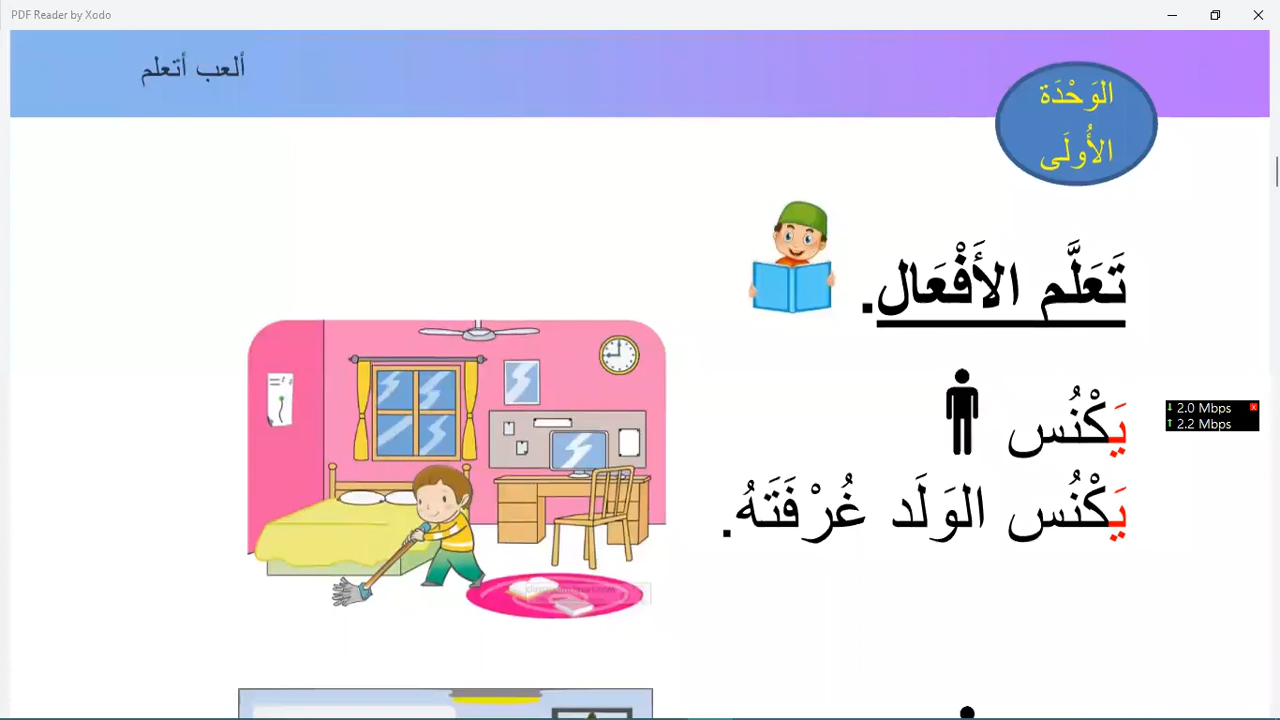 PDF Reader by Xodo
ألعب أتعلم
الوَحْدَة
الأُولَى
تَعَلَّم الأَفْعَال.
يَكْنُس
2.0 Mbps
2.2 Mbps
يَكْنُس الوَلَد غُرْفَتَهُ.